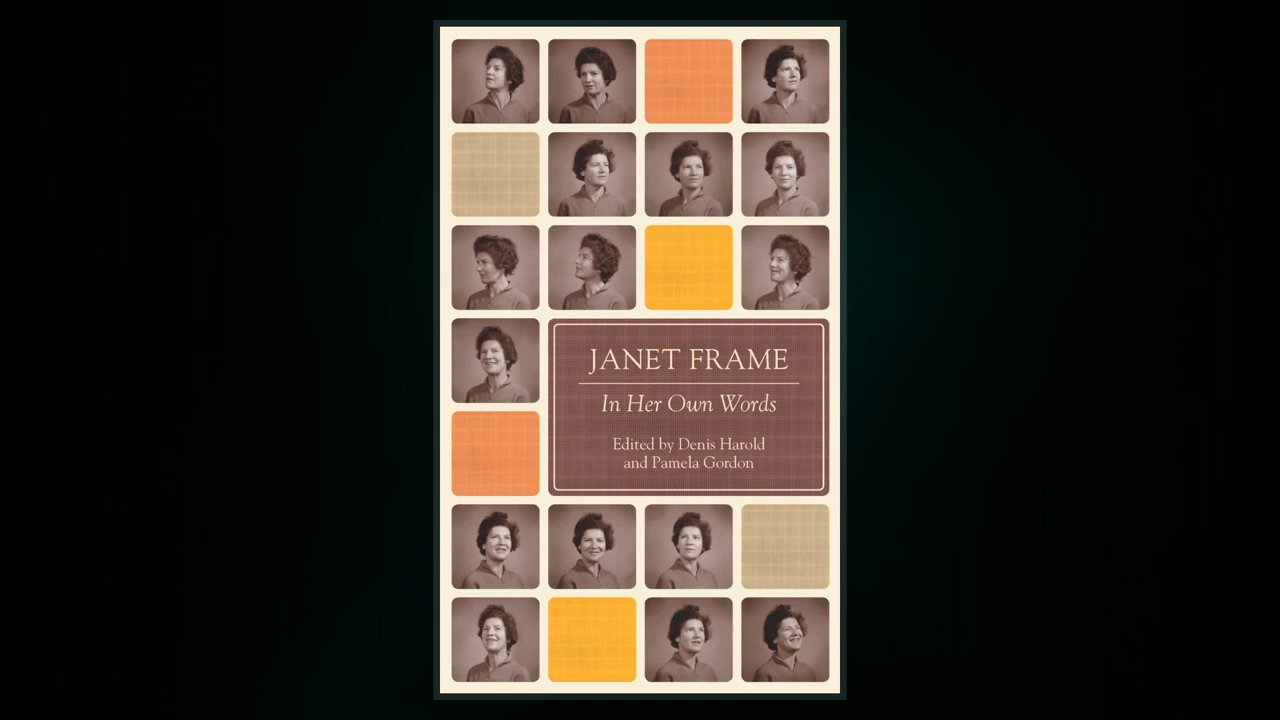 JANET FRAME
In Her Own Words
Edited by Denis Harold
and Pamela Gordon